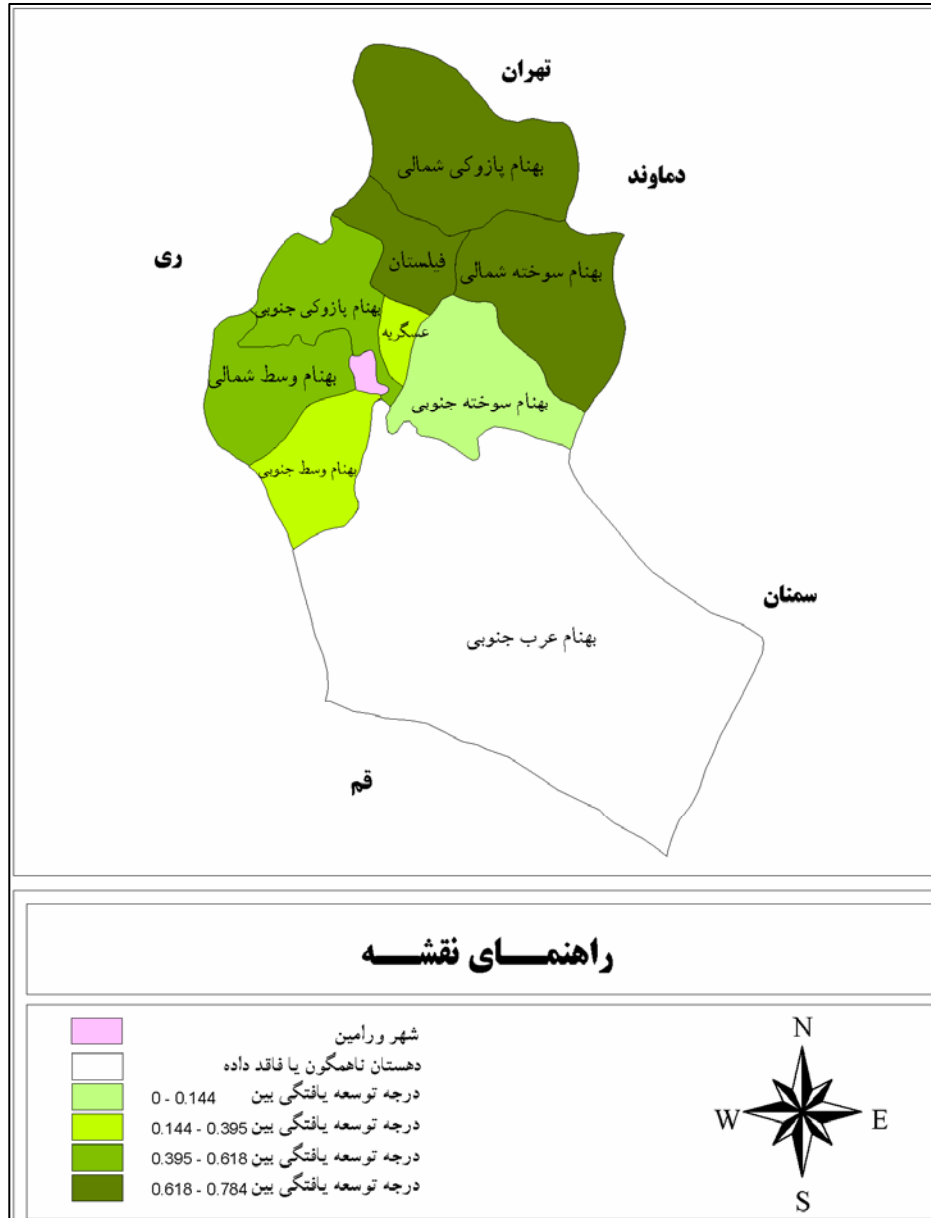 تهران
دماوند
بهنام پازوکی شمالی
ری
فیلستان
بهنام سوخته شمالی
بهنام پازوکی جنوبی
عسگریه
بهنام وسط شمالی
بهنام سوخته جنوبی
بهنام وسط جنوبی
سمنان
بهنام عرب جنوبی
قم
راهنمــــای نقشــــه
شهر ورامین
دهستان ناهمگون یا فاقد داده
درجه توسعه یافتگی بین 0 - 0.144
درجه توسعه یافتگی بین 0.144 - 0.395
درجه توسعه یافتگی بین 0.395 - 0.618
درجه توسعه یافتگی بین 0.618 - 0.784
N
W E
S